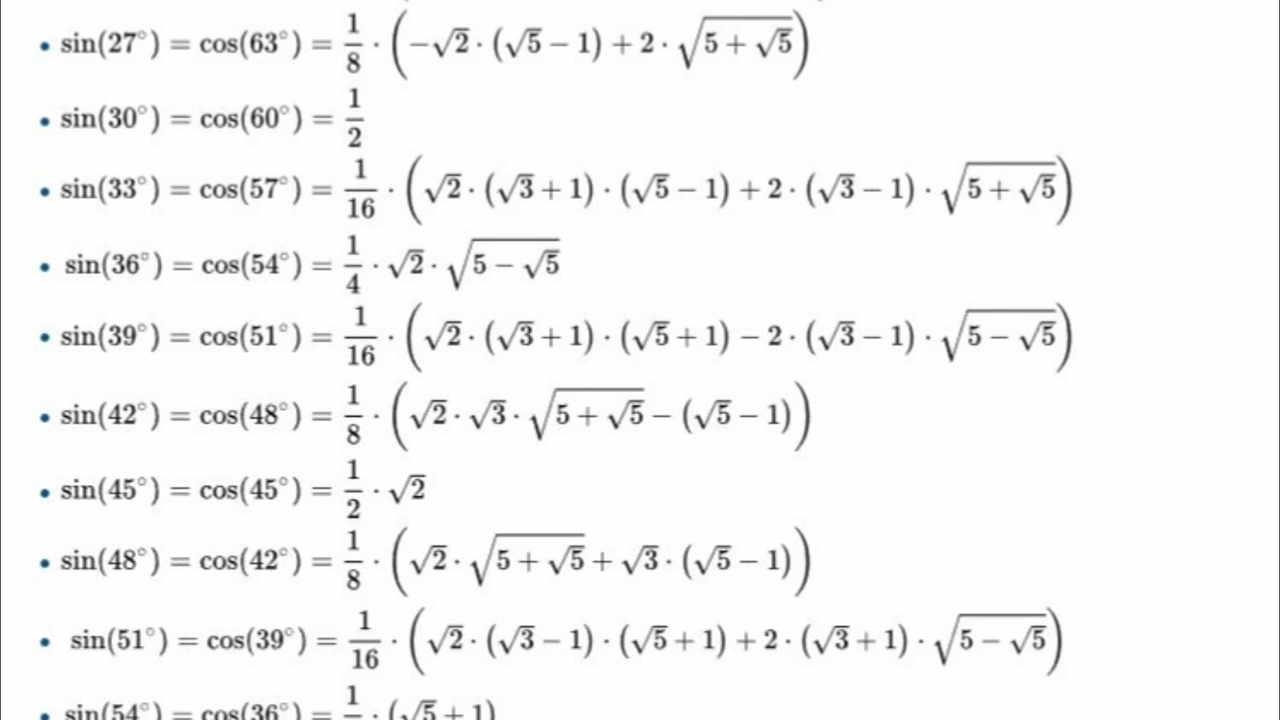 • sin(27°) = cos(63°) = 1/8 · (−√2 · (√5 − 1) + 2 · √(5 + √5))
• sin(30°) = cos(60°) = 1/2
• sin(33°) = cos(57°) = 1/16 · (√2 · (√3 + 1) · (√5 − 1) + 2 · (√3 − 1) · √(5 + √5))
• sin(36°) = cos(54°) = 1/4 · √2 · √(5 − √5)
• sin(39°) = cos(51°) = 1/16 · (√2 · (√3 + 1) · (√5 + 1) − 2 · (√3 − 1) · √(5 − √5))
• sin(42°) = cos(48°) = 1/8 · (√2 · √3 · √(5 + √5) − (√5 − 1))
• sin(45°) = cos(45°) = 1/2 · √2
• sin(48°) = cos(42°) = 1/8 · (√2 · √(5 + √5) + √3 · (√5 − 1))
• sin(51°) = cos(39°) = 1/16 · (√2 · (√3 − 1) · (√5 + 1) + 2 · (√3 + 1) · √(5 − √5))
• sin(54°) = cos(36°) = 1/ · (√5 + 1)